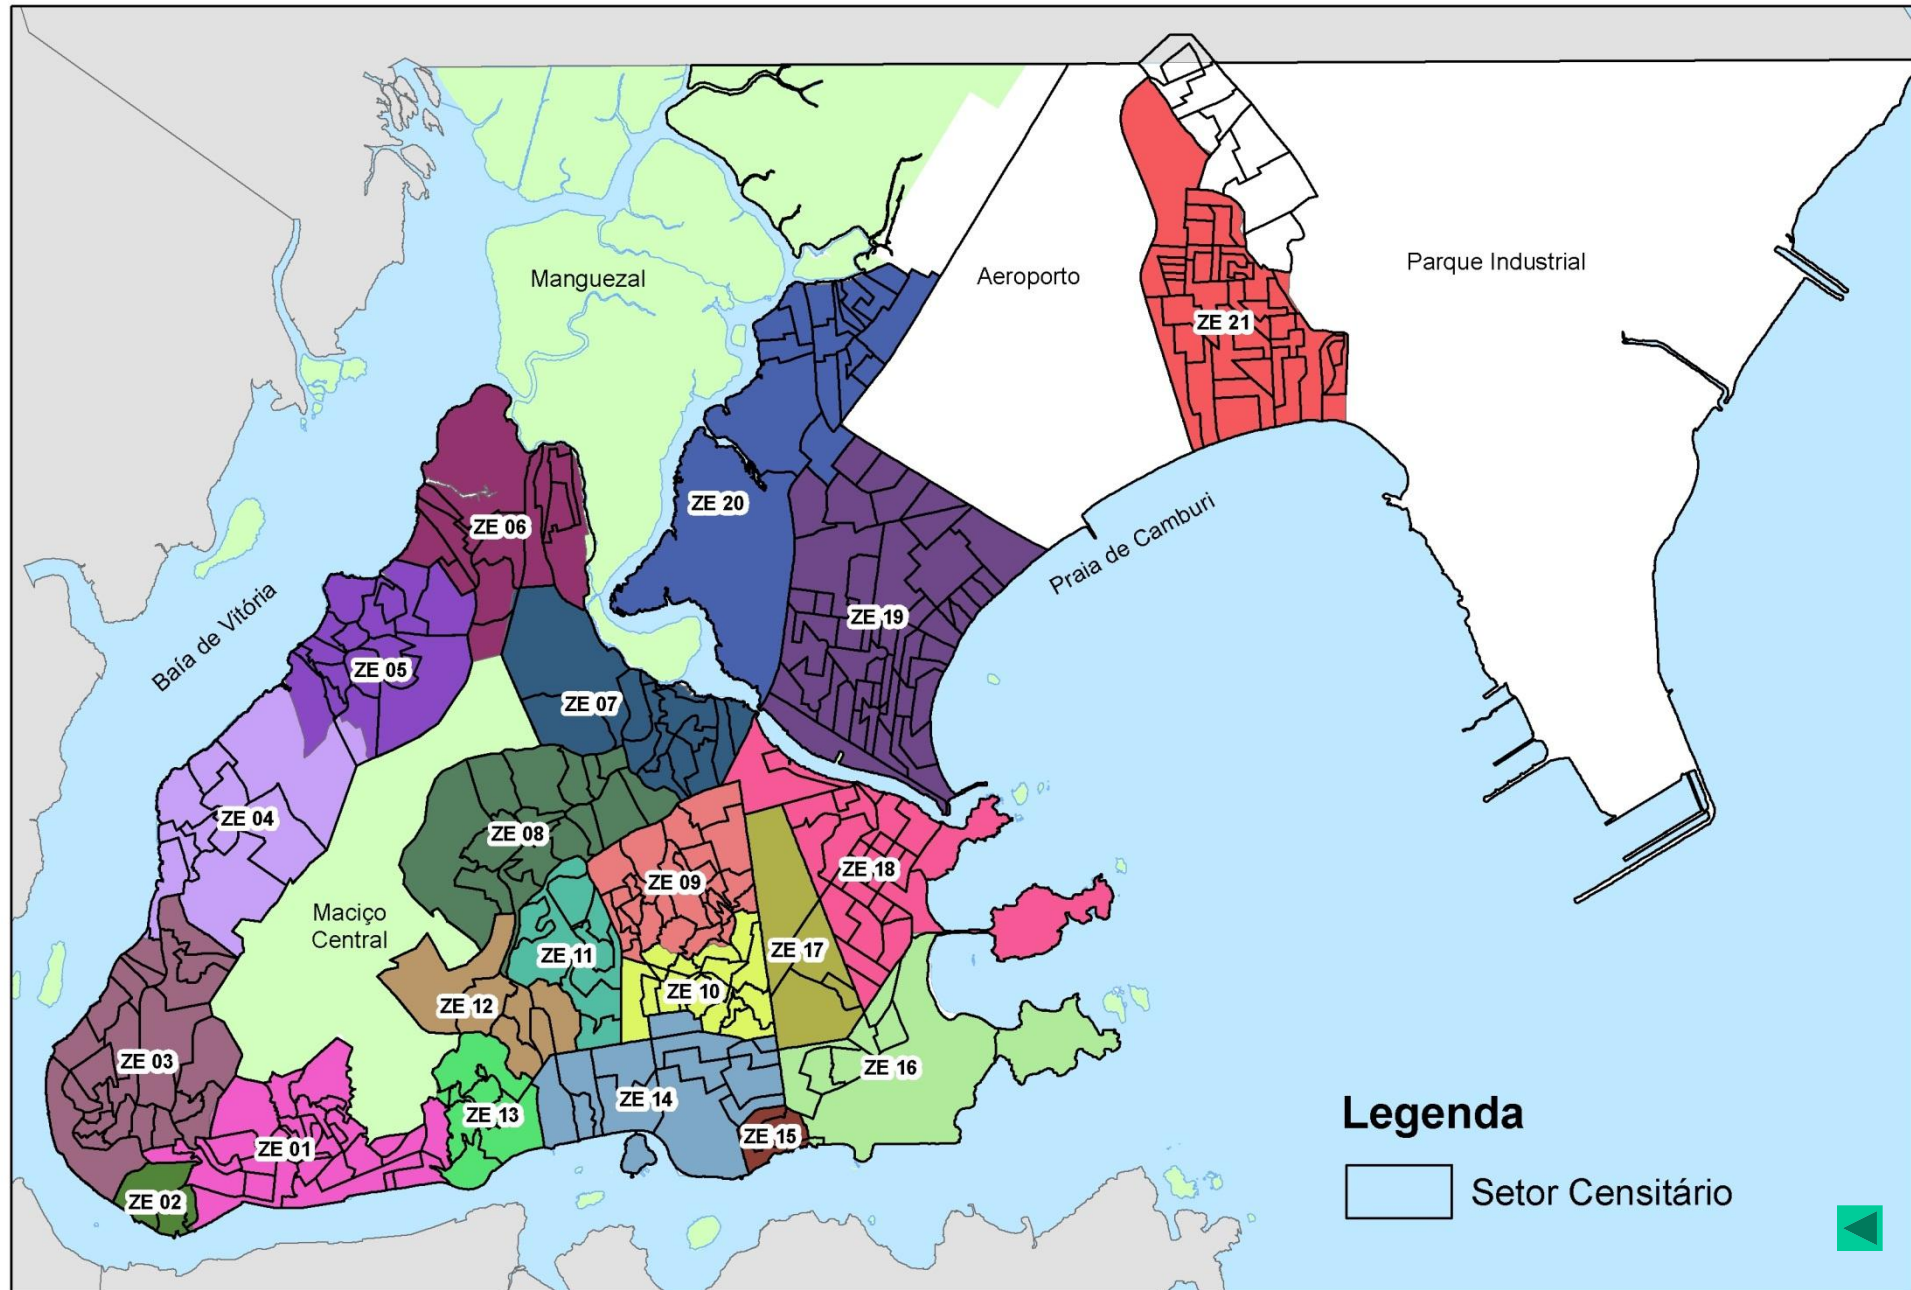 Manguezal
Aeroporto
Parque Industrial
ZE 21
ZE 20
ZE 06
Praia de Camburi
Baía de Vitória
ZE 19
ZE 05
ZE 07
ZE 04
ZE 08
ZE 18
ZE 09
Maciço
Central
ZE 17
ZE 11
ZE 10
ZE 12
ZE 03
ZE 16
ZE 14
ZE 13
ZE 15
ZE 01
ZE 02
Legenda
Setor Censitário